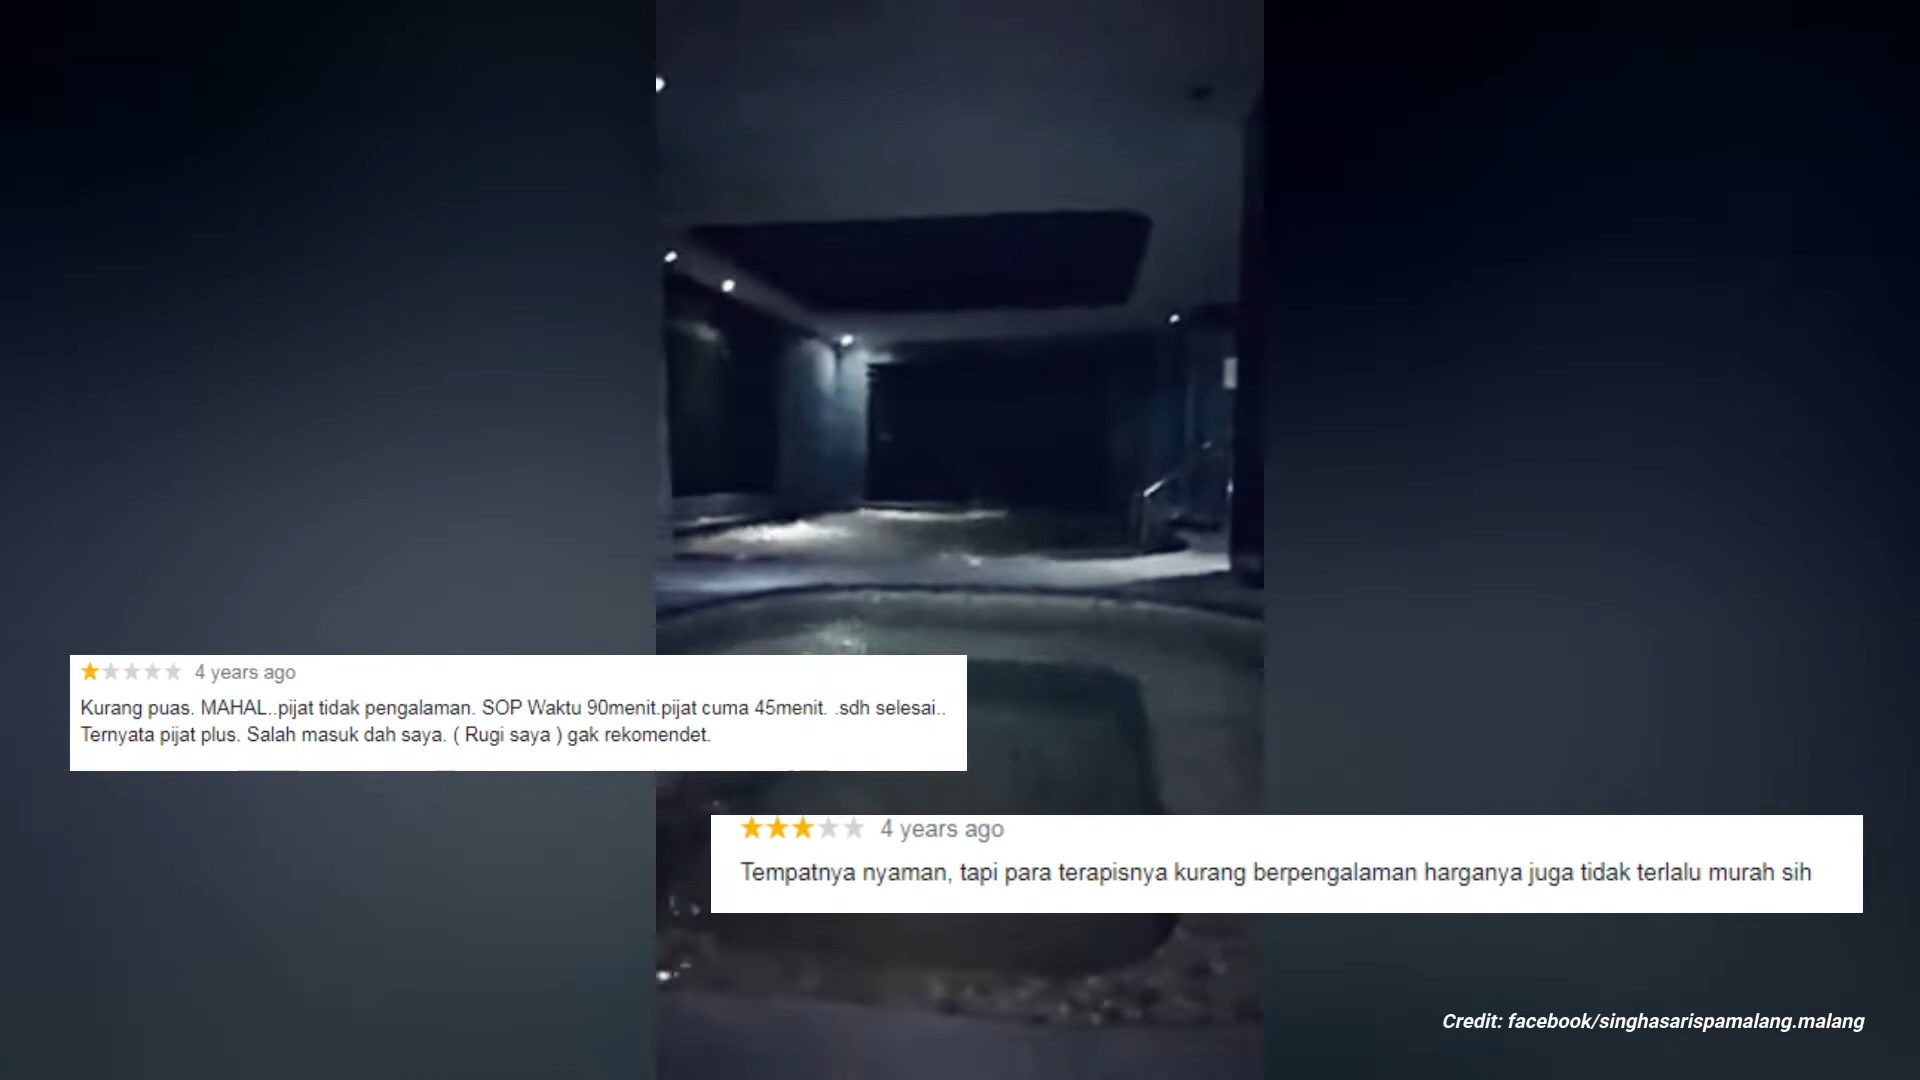 4 years ago
Kurang puas. MAHAL..pijat tidak pengalaman. SOP Waktu 90menit.pijat cuma 45menit. .sdh selesai..
Ternyata pijat plus. Salah masuk dah saya. ( Rugi saya ) gak rekomendet.
4 years ago
Tempatnya nyaman, tapi para terapisnya kurang berpengalaman harganya juga tidak terlalu murah sih
Credit: facebook/singhasarispamalang.malang